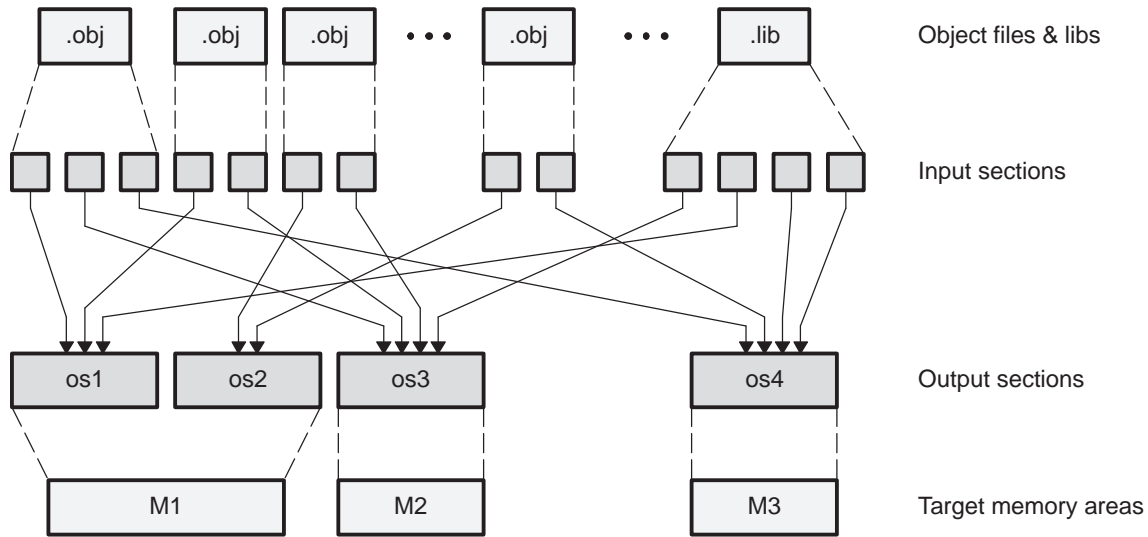 .obj .obj .obj • • • .obj • • • .lib Object files & libs
Input sections
os1 os2 os3 os4 Output sections
M1 M2 M3 Target memory areas